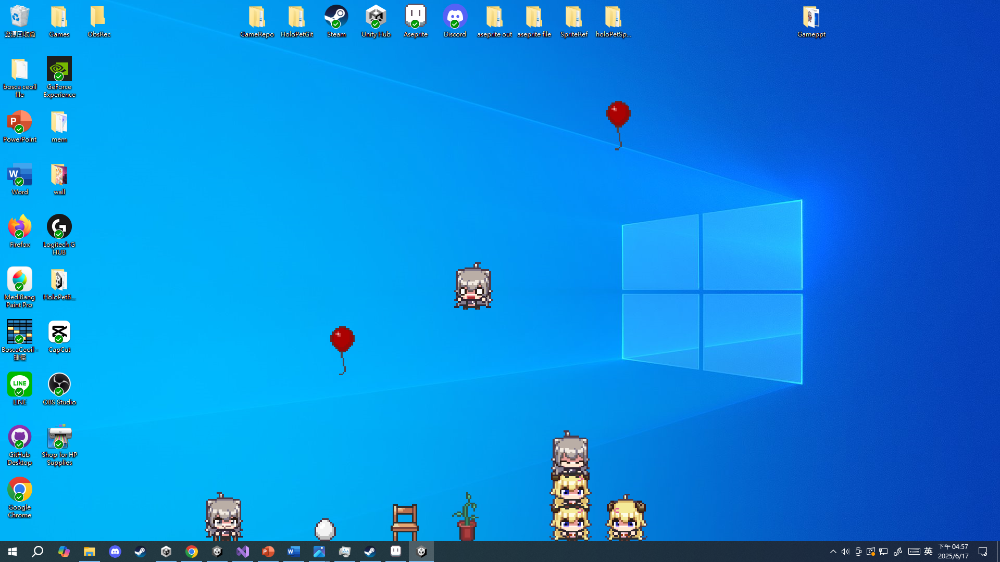 資源回收筒
Games
ObsRec
GameRepo
HoloPetGit
Steam
Unity Hub
Aseprite
Discord
aseprite out
aseprite file
SpriteRef
holoPetSp...
Gameppt
bosca ceoil
file
GeForce
Experience
PowerPoint
mem
Word
wall
Firefox
Logitech G
HUB
MediBang
Paint Pro
HoloPetB...
BoscaCeoil -
捷徑
CapCut
LINE
LINE
OBS Studio
GitHub
Desktop
Shop for HP
Supplies
Google
Chrome
英
下午 04:57
2025/6/17